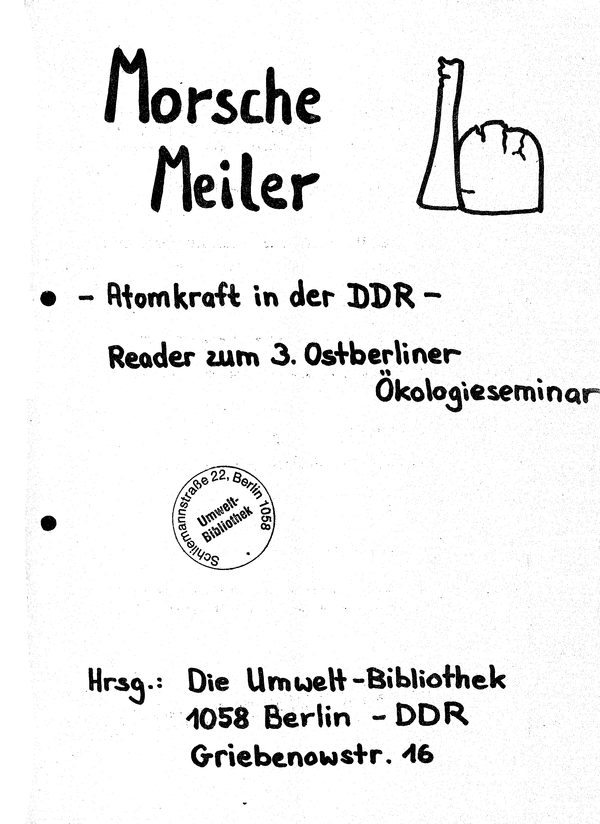 Morsche
Meiler
- Atomkraft in der DDR -
Reader zum 3. Ostberliner
Ökologieseminar
Schliemannstraße 22, Berlin 1058
Umwelt-
Bibliothek
Hrsg.: Die Umwelt-Bibliothek
1058 Berlin - DDR
Griebenowstr. 16